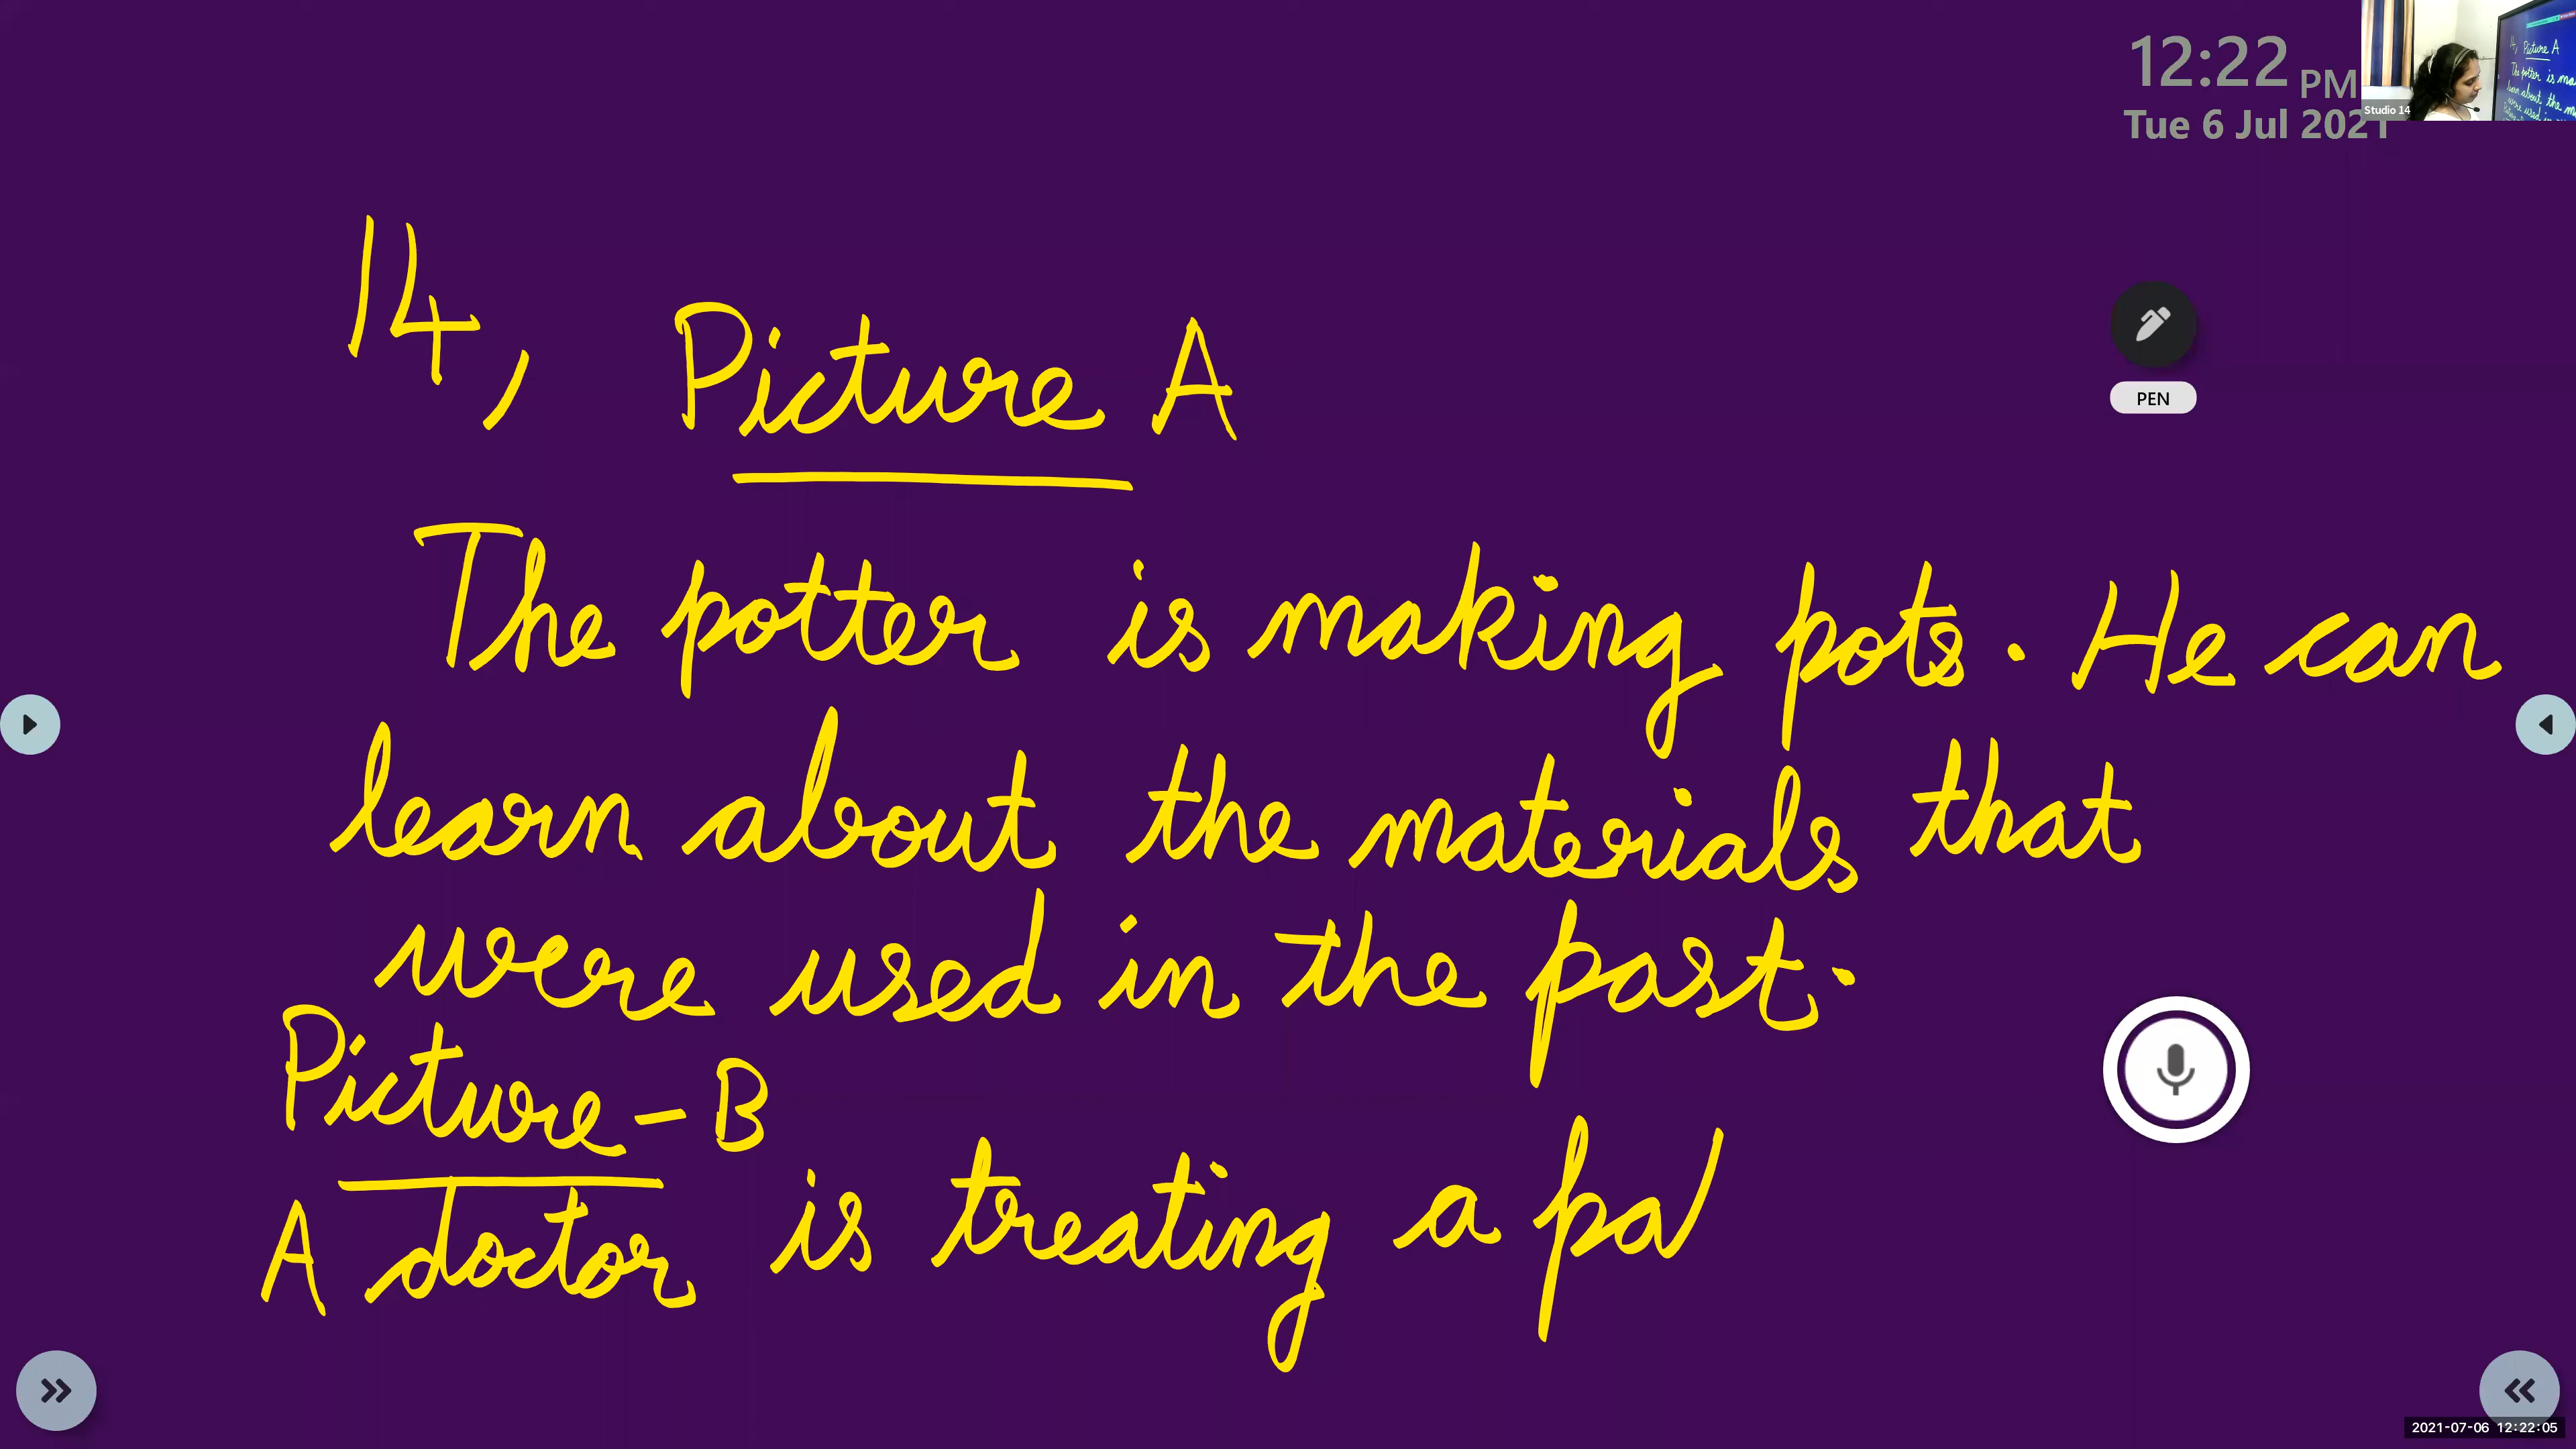 12:22 PM
Tue 6 Jul 2021
Studio 14
14, Picture A
PEN
The potter is making pots. He can
learn about the materials that
were used in the past.
Picture - B
A doctor is treating a pa
2021-07-06 12:22:05